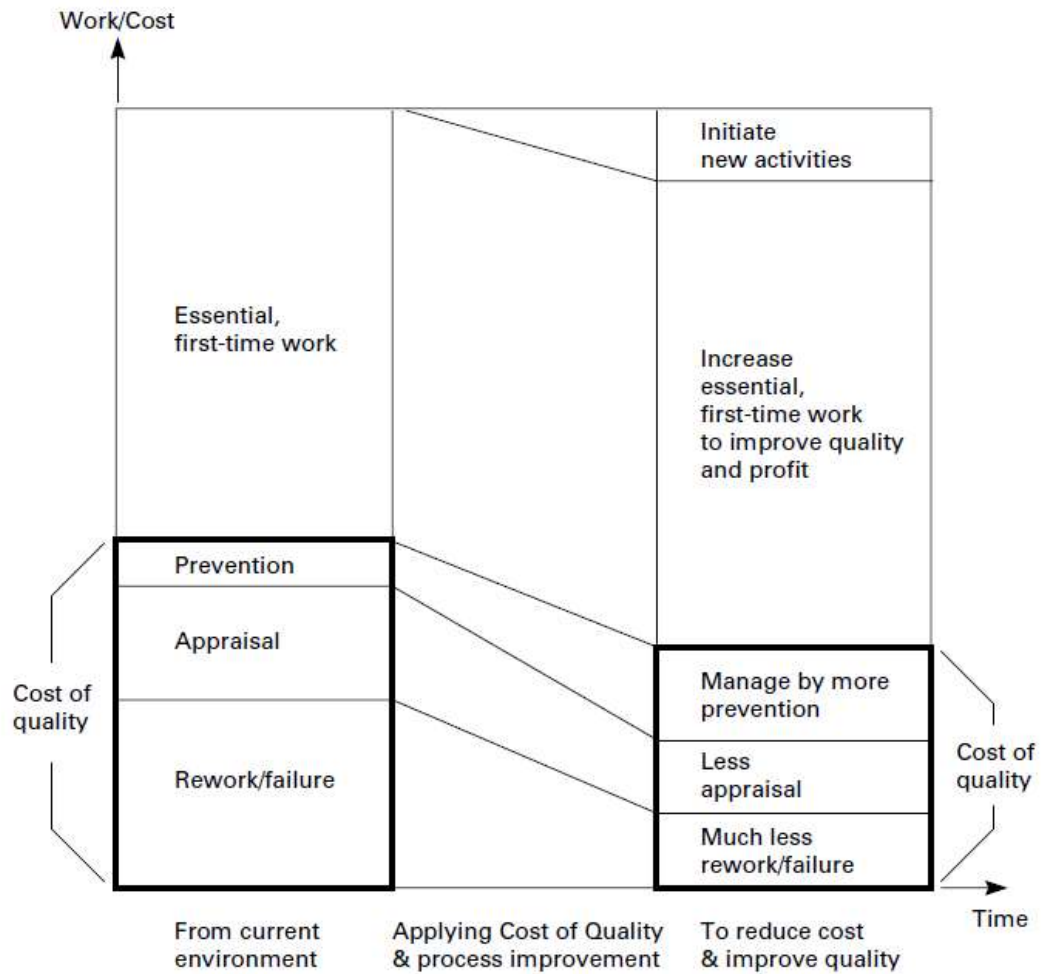 Work/Cost
Initiate
new activities
Essential,
first-time work
Increase
essential,
first-time work
to improve quality
and profit
Prevention
Appraisal
Rework/failure
Cost of
quality
Manage by more
prevention
Less
appraisal
Much less
rework/failure
Cost of
quality
Time
From current
environment
Applying Cost of Quality
& process improvement
To reduce cost
& improve quality